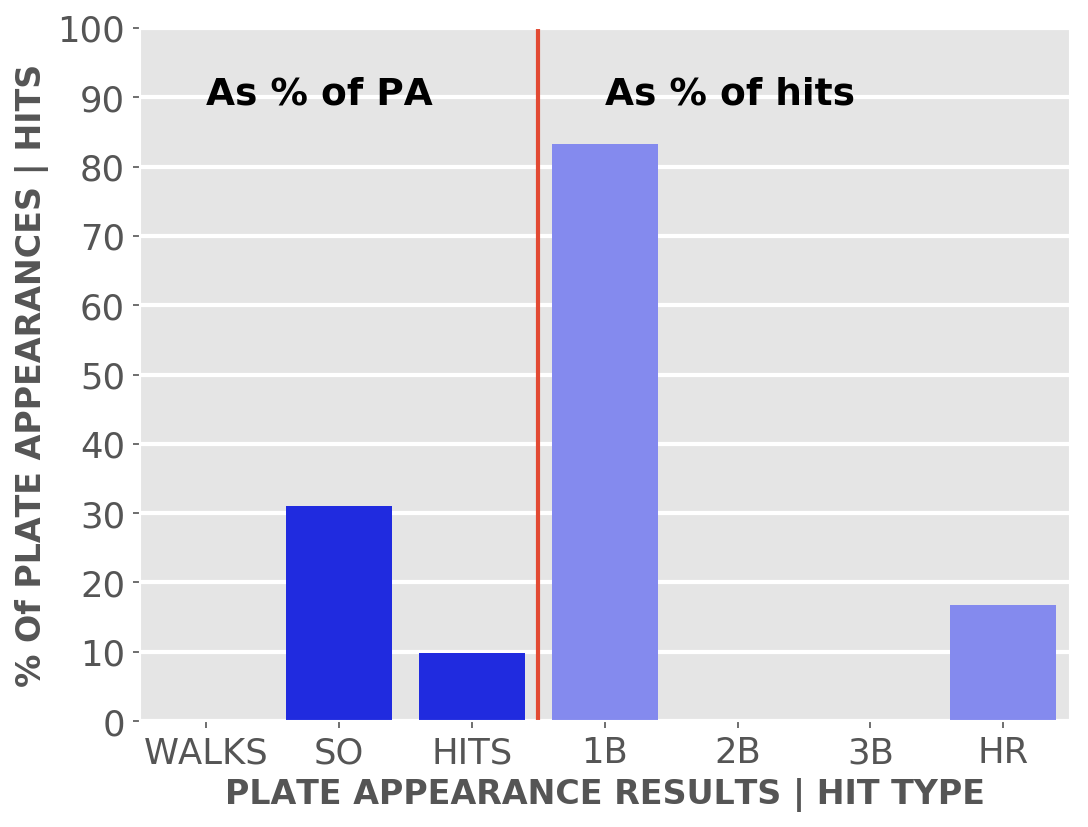 % Of PLATE APPEARANCES | HITS
100
90
80
70
60
50
40
30
20
10
0
As % of PA
As % of hits
WALKS SO HITS 1B 2B 3B HR
PLATE APPEARANCE RESULTS | HIT TYPE